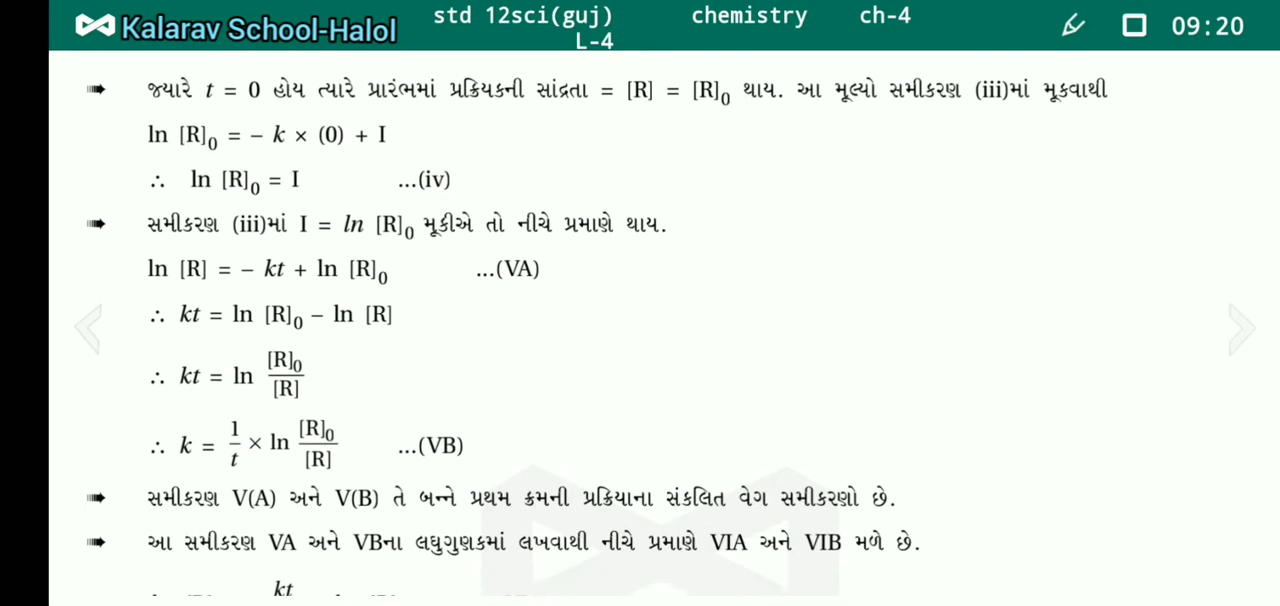 Kalarav School-Halol std 12sci(guj) chemistry ch-4 09:20
L-4
જ્યારે t = 0 હોય ત્યારે પ્રારંભમાં પ્રક્રિયકની સાંદ્રતા = [R] = [R]₀ થાય. આ મૂલ્યો સમીકરણ (iii)માં મૂકવાથી
ln [R]₀ = – k × (0) + I
∴ ln [R]₀ = I ...(iv)
સમીકરણ (iii)માં I = ln [R]₀ મૂકીએ તો નીચે પ્રમાણે થાય.
ln [R] = – kt + ln [R]₀ ...(VA)
∴ kt = ln [R]₀ – ln [R]
∴ kt = ln [R]₀/[R]
∴ k = 1/t × ln [R]₀/[R] ...(VB)
સમીકરણ V(A) અને V(B) તે બન્ને પ્રથમ ક્રમની પ્રક્રિયાના સંકલિત વેગ સમીકરણો છે.
આ સમીકરણ VA અને VBના લઘુગુણકમાં લખવાથી નીચે પ્રમાણે VIA અને VIB મળે છે.
kt